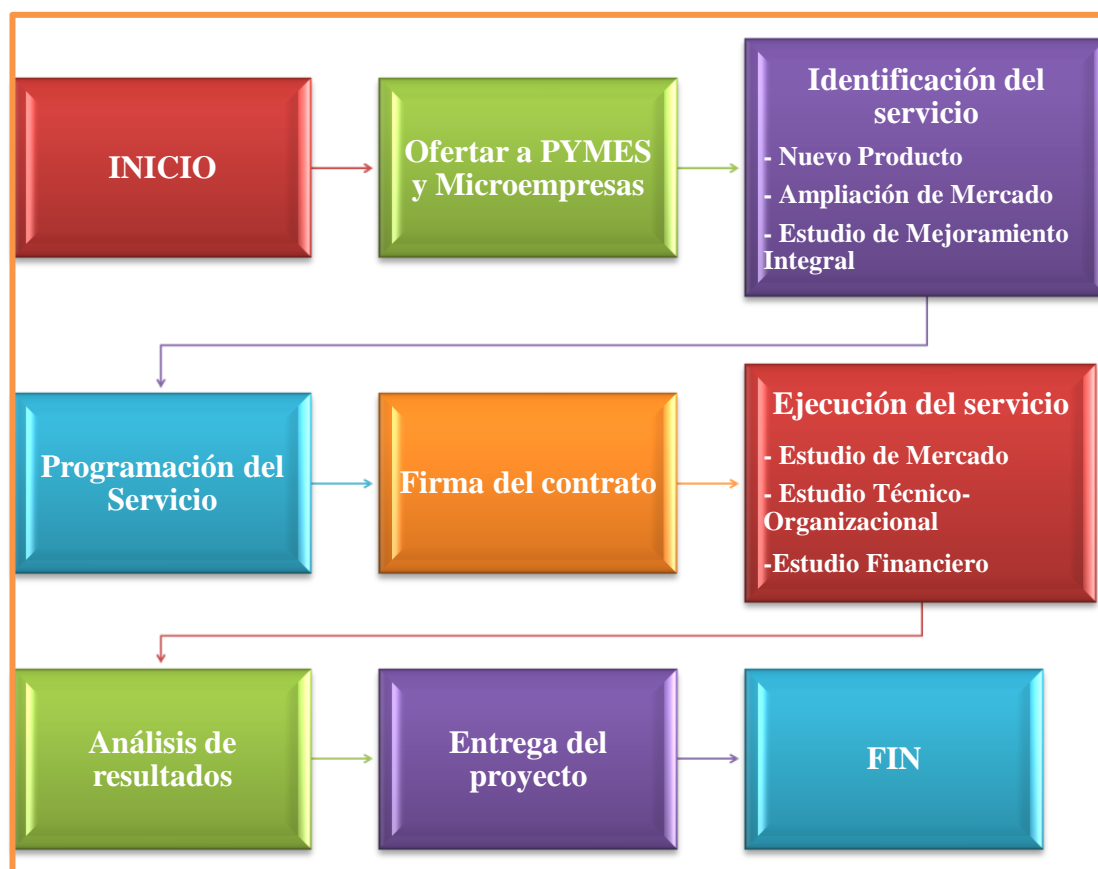 INICIO
Ofertar a PYMES
y Microempresas
Identificación del
servicio
- Nuevo Producto
- Ampliación de Mercado
- Estudio de Mejoramiento
Integral
Programación del
Servicio
Firma del contrato
Ejecución del servicio
- Estudio de Mercado
- Estudio Técnico-
Organizacional
-Estudio Financiero
Análisis de
resultados
Entrega del
proyecto
FIN